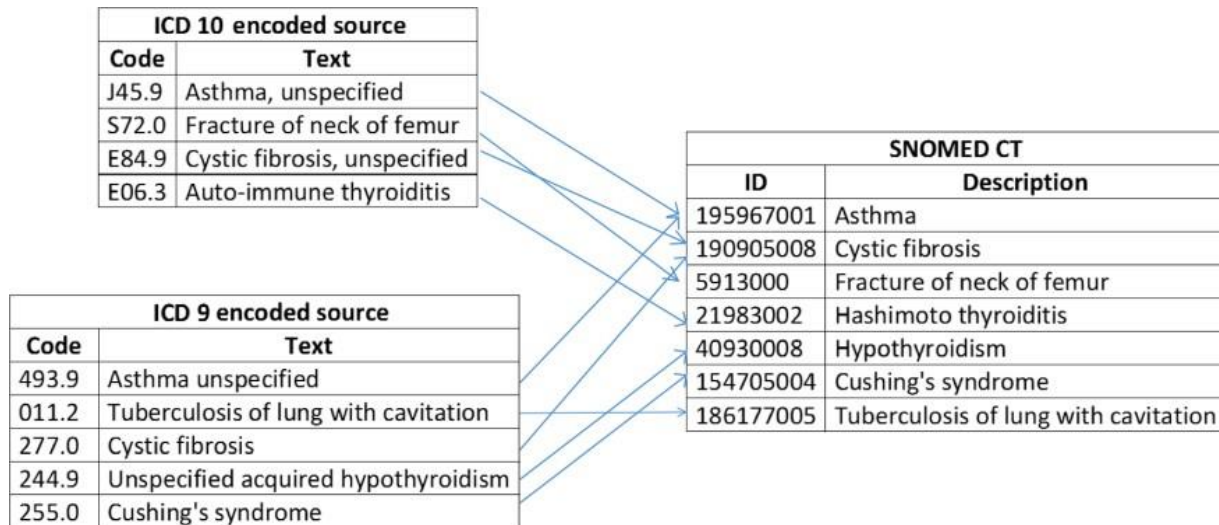 ICD 10 encoded source
Code Text
J45.9 Asthma, unspecified
S72.0 Fracture of neck of femur
E84.9 Cystic fibrosis, unspecified
E06.3 Auto-immune thyroiditis
ICD 9 encoded source
Code Text
493.9 Asthma unspecified
011.2 Tuberculosis of lung with cavitation
277.0 Cystic fibrosis
244.9 Unspecified acquired hypothyroidism
255.0 Cushing's syndrome
SNOMED CT
ID Description
195967001 Asthma
190905008 Cystic fibrosis
5913000 Fracture of neck of femur
21983002 Hashimoto thyroiditis
40930008 Hypothyroidism
154705004 Cushing's syndrome
186177005 Tuberculosis of lung with cavitation